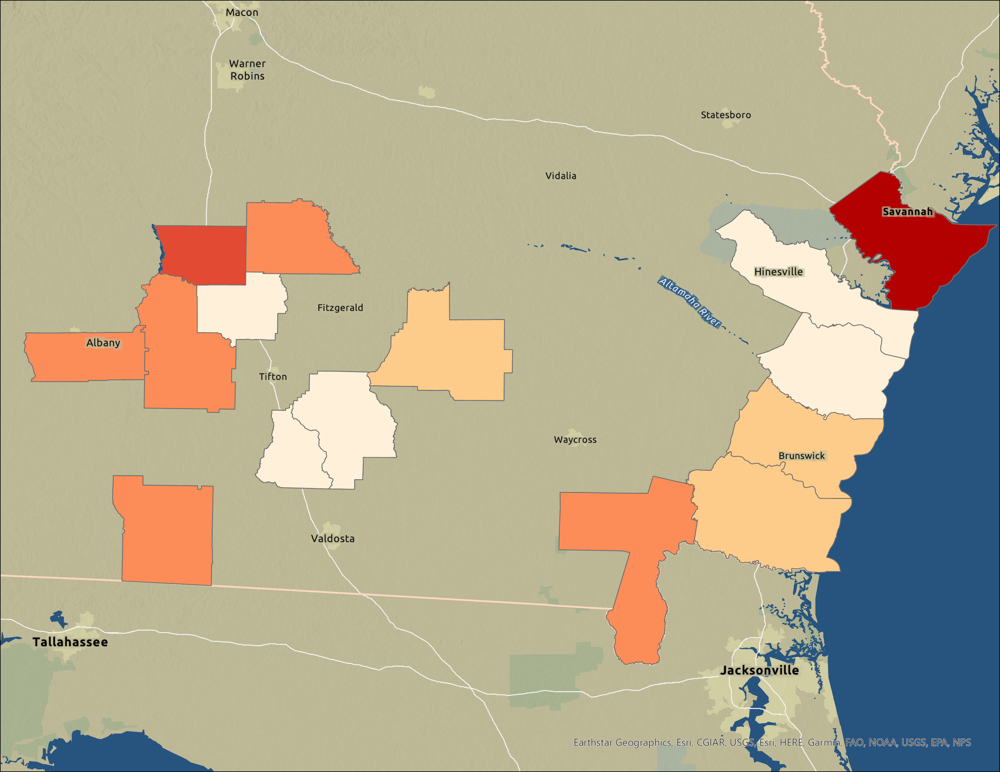 Macon
Warner
Robins
Statesboro
Vidalia
Savannah
Hinesville
Altamaha River
Fitzgerald
Albany
Tifton
Waycross
Brunswick
Valdosta
Tallahassee
Jacksonville
Earthstar Geographics, Esri, CGIAR, USGS, Esri, HERE, Garmin, FAO, NOAA, USGS, EPA, NPS